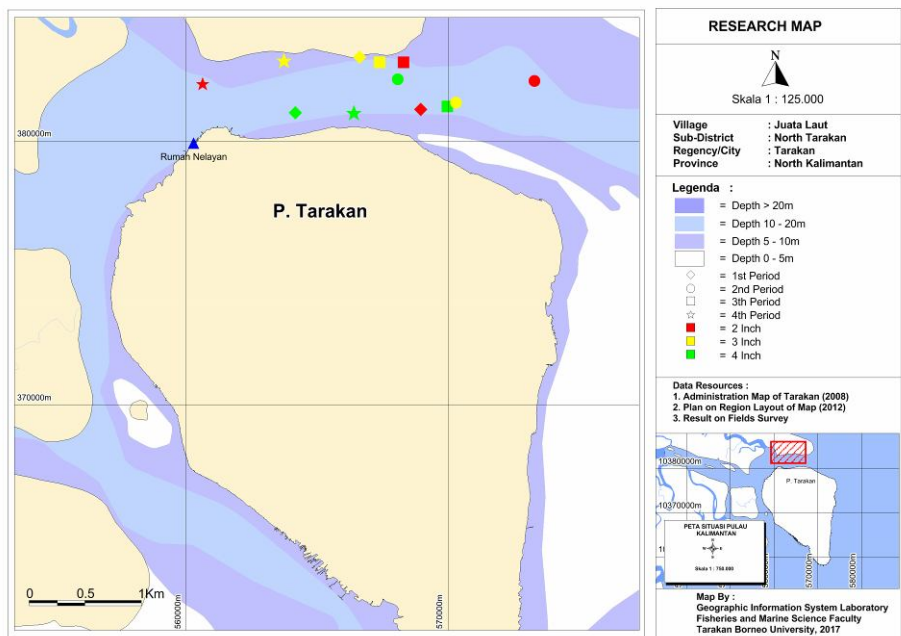 380000m
Rumah Nelayan
P. Tarakan
370000m
0 0.5 1Km
560000m
570000m
RESEARCH MAP
N
Skala 1 : 125.000
Village : Juata Laut
Sub-District : North Tarakan
Regency/City : Tarakan
Province : North Kalimantan
Legenda :
= Depth > 20m
= Depth 10 - 20m
= Depth 5 - 10m
= Depth 0 - 5m
= 1st Period
= 2nd Period
= 3th Period
= 4th Period
= 2 Inch
= 3 Inch
= 4 Inch
Data Resources :
1. Administration Map of Tarakan (2008)
2. Plan on Region Layout of Map (2012)
3. Result on Fields Survey
10380000m
P. Tarakan
10370000m
PETA SITUASI PULAU
KALIMANTAN
Skala 1 : 750.000
570000m
580000m
Map By :
Geographic Information System Laboratory
Fisheries and Marine Science Faculty
Tarakan Borneo University, 2017